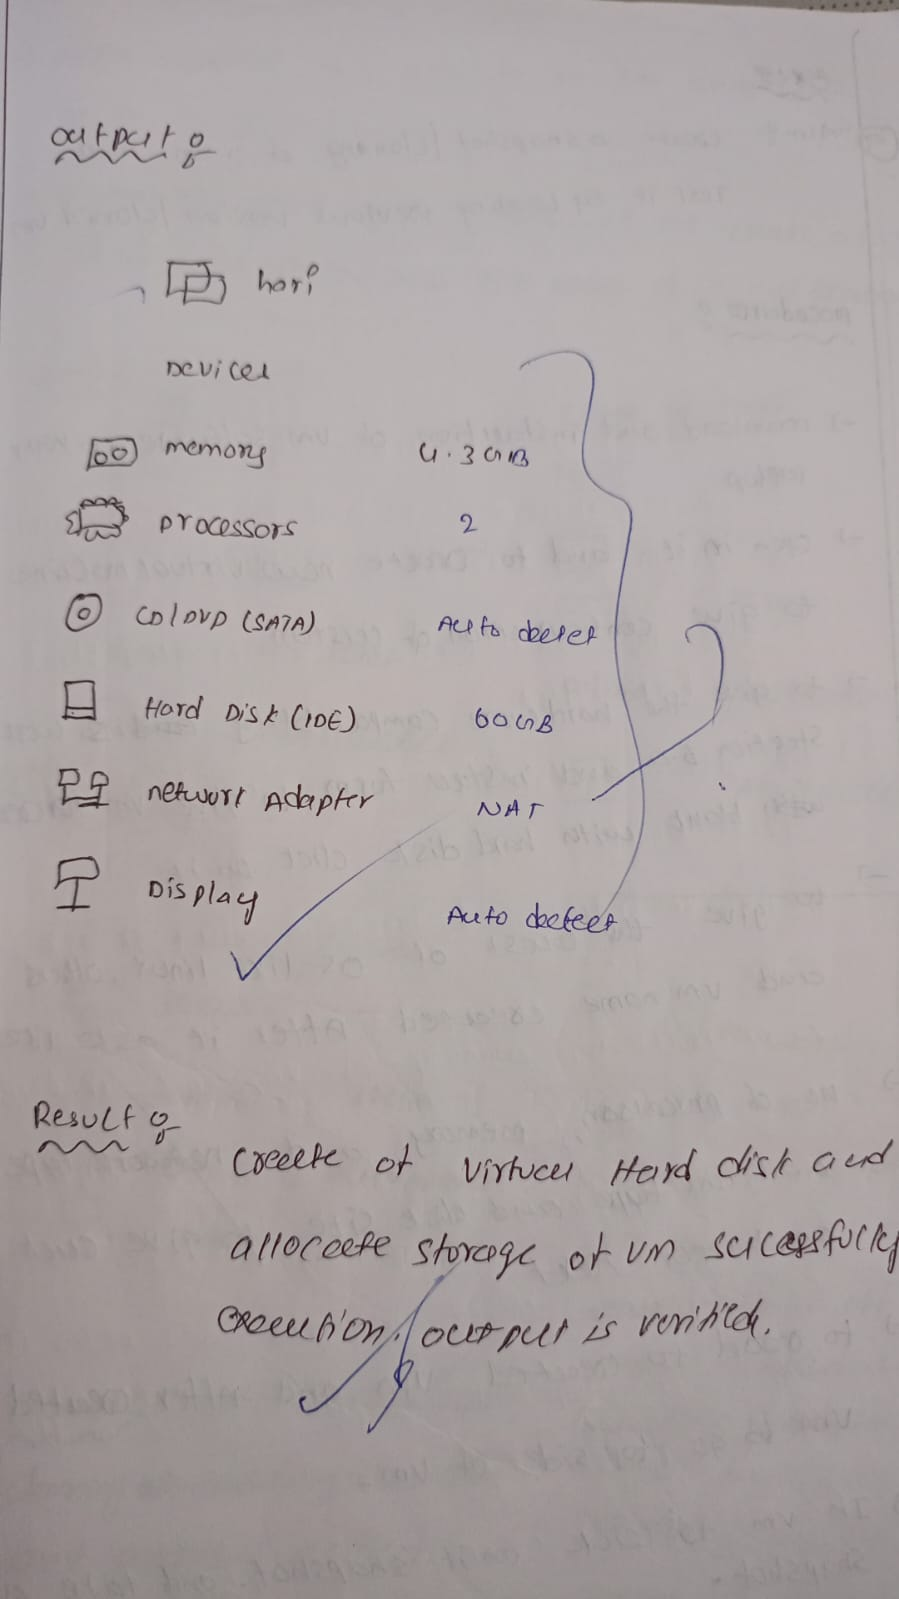 output :
hari
Devices
memory 4.3 GB
processors 2
CD/DVD (SATA) Auto detect
Hard Disk (IDE) 60 GB
network Adapter NAT
Display Auto detect
Result :
Create of Virtual Hard disk and
allocate storage of VM successfully
execution. output is verified.